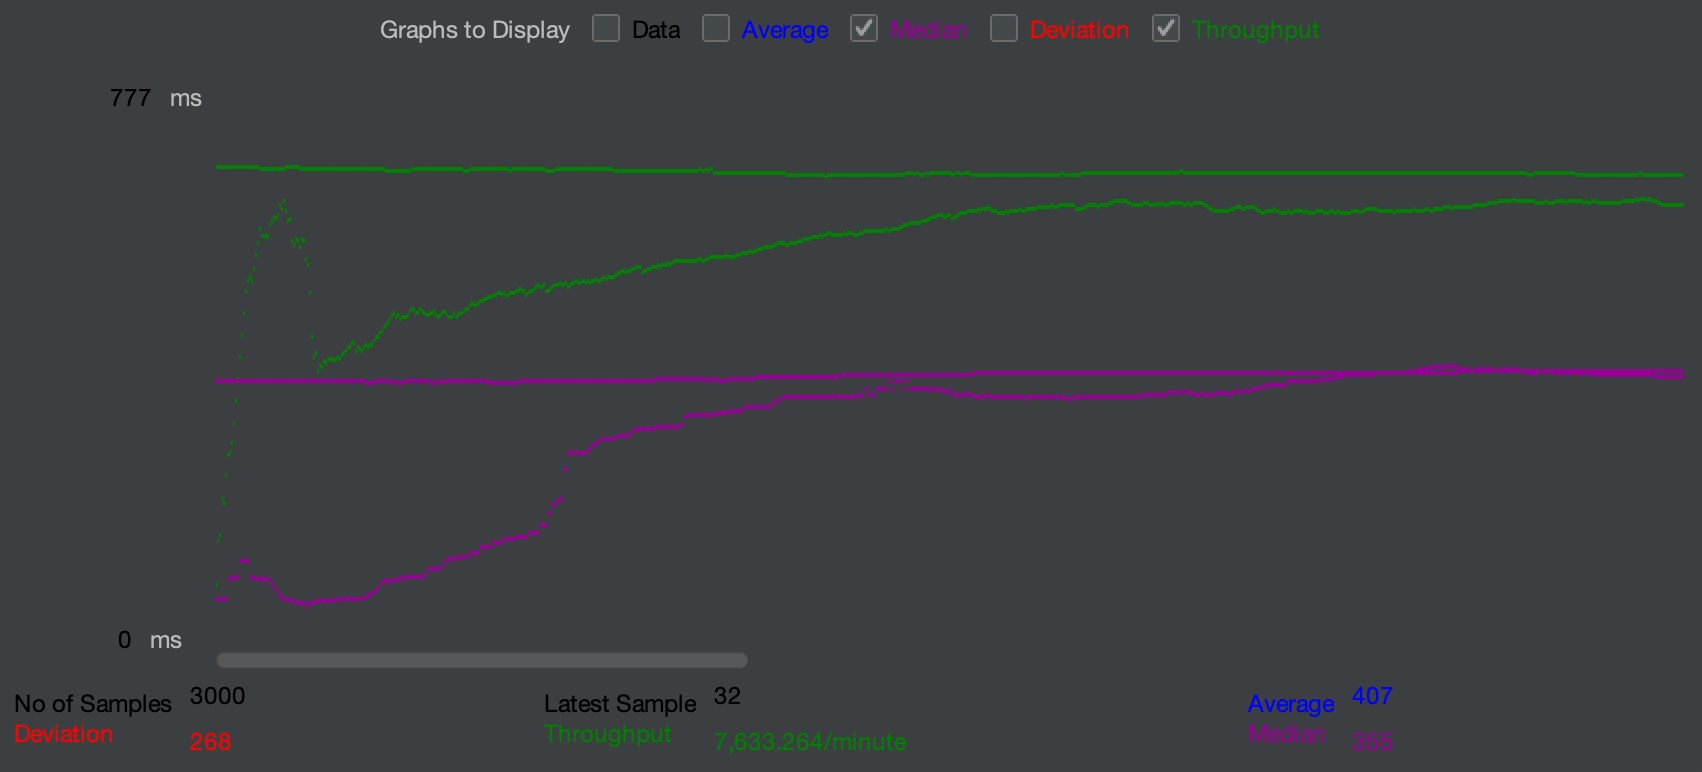 Graphs to Display Data Average Median Deviation Throughput
777 ms
0 ms
No of Samples 3000 Latest Sample 32 Average 407
Deviation 268 Throughput 7,633.264/minute Median 355